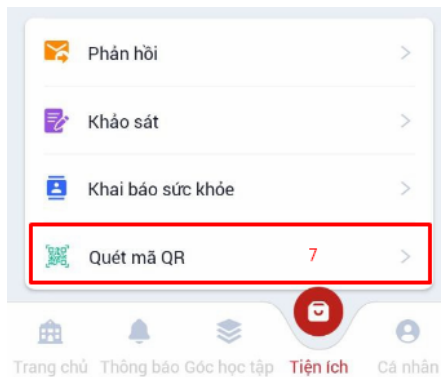 Phản hồi
Khảo sát
Khai báo sức khỏe
Quét mã QR 7
Trang chủ Thông báo Góc học tập Tiện ích Cá nhân